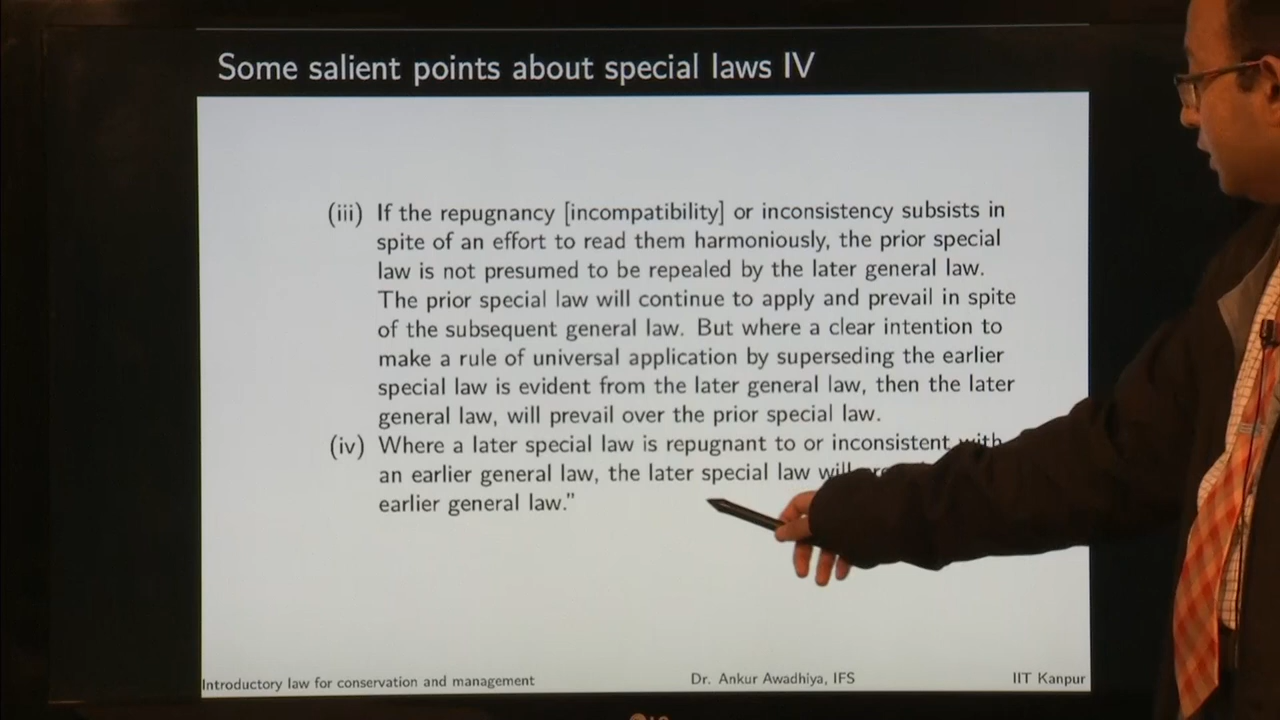 Some salient points about special laws IV
(iii) If the repugnancy [incompatibility] or inconsistency subsists in
spite of an effort to read them harmoniously, the prior special
law is not presumed to be repealed by the later general law.
The prior special law will continue to apply and prevail in spite
of the subsequent general law. But where a clear intention to
make a rule of universal application by superseding the earlier
special law is evident from the later general law, then the later
general law, will prevail over the prior special law.
(iv) Where a later special law is repugnant to or inconsistent with
an earlier general law, the later special law will
earlier general law."
Introductory law for conservation and management
Dr. Ankur Awadhiya, IFS
IIT Kanpur